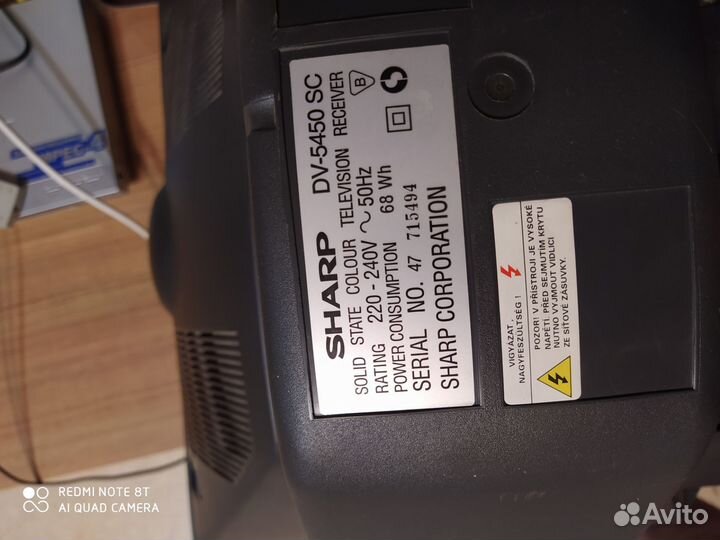 SHARP DV-5450 SC
SOLID STATE COLOUR TELEVISION RECEIVER
RATING 220 - 240V ~ 50Hz
POWER CONSUMPTION 68 Wh
SERIAL NO. 47 715494
SHARP CORPORATION
B
VIGYÁZAT,
NAGYFESZÜLTSÉG !
POZOR! V PŘÍSTROJI JE VYSOKÉ
NAPĚTÍ. PŘED SEJMUTÍM KRYTU
NUTNO VYJMOUT VIDLICI
ZE SÍŤOVÉ ZÁSUVKY.
REDMI NOTE 8T
AI QUAD CAMERA
Avito